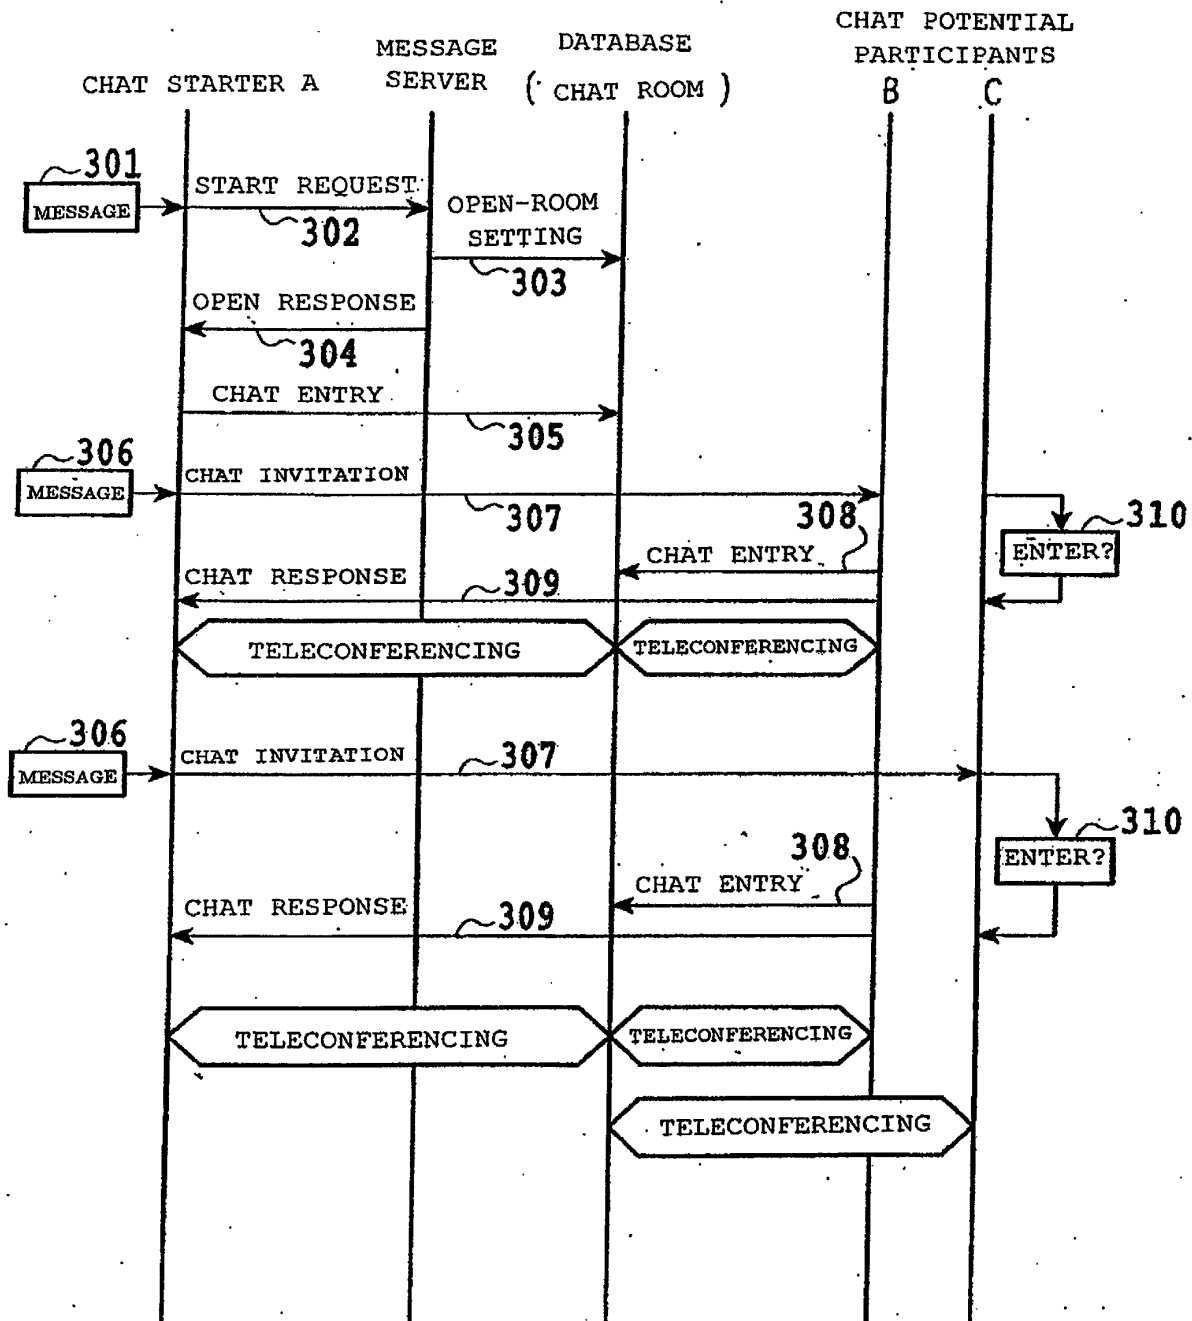 CHAT POTENTIAL
PARTICIPANTS
B C
DATABASE
( CHAT ROOM )
MESSAGE
SERVER
CHAT STARTER A
301
MESSAGE
START REQUEST
302
OPEN-ROOM
SETTING
303
OPEN RESPONSE
304
CHAT ENTRY
305
306
MESSAGE
CHAT INVITATION
307
308
310
ENTER?
CHAT ENTRY
CHAT RESPONSE
309
TELECONFERENCING
TELECONFERENCING
306
MESSAGE
CHAT INVITATION
307
310
ENTER?
308
CHAT ENTRY
CHAT RESPONSE
309
TELECONFERENCING
TELECONFERENCING
TELECONFERENCING